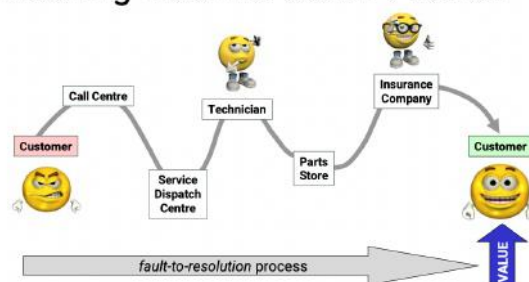 Call Centre
Technician
Insurance
Company
Customer
Service
Dispatch
Centre
Parts
Store
Customer
fault-to-resolution process
VALUE